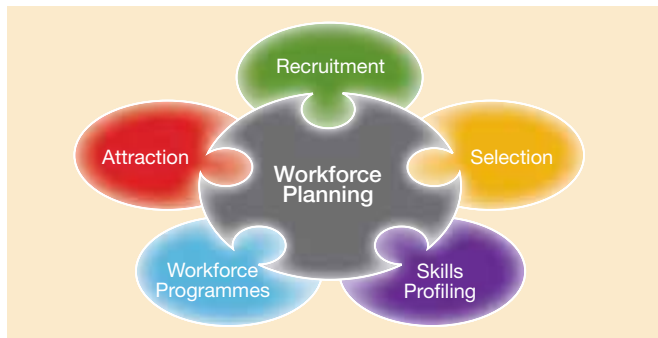 Recruitment
Attraction
Workforce
Planning
Selection
Workforce
Programmes
Skills
Profiling